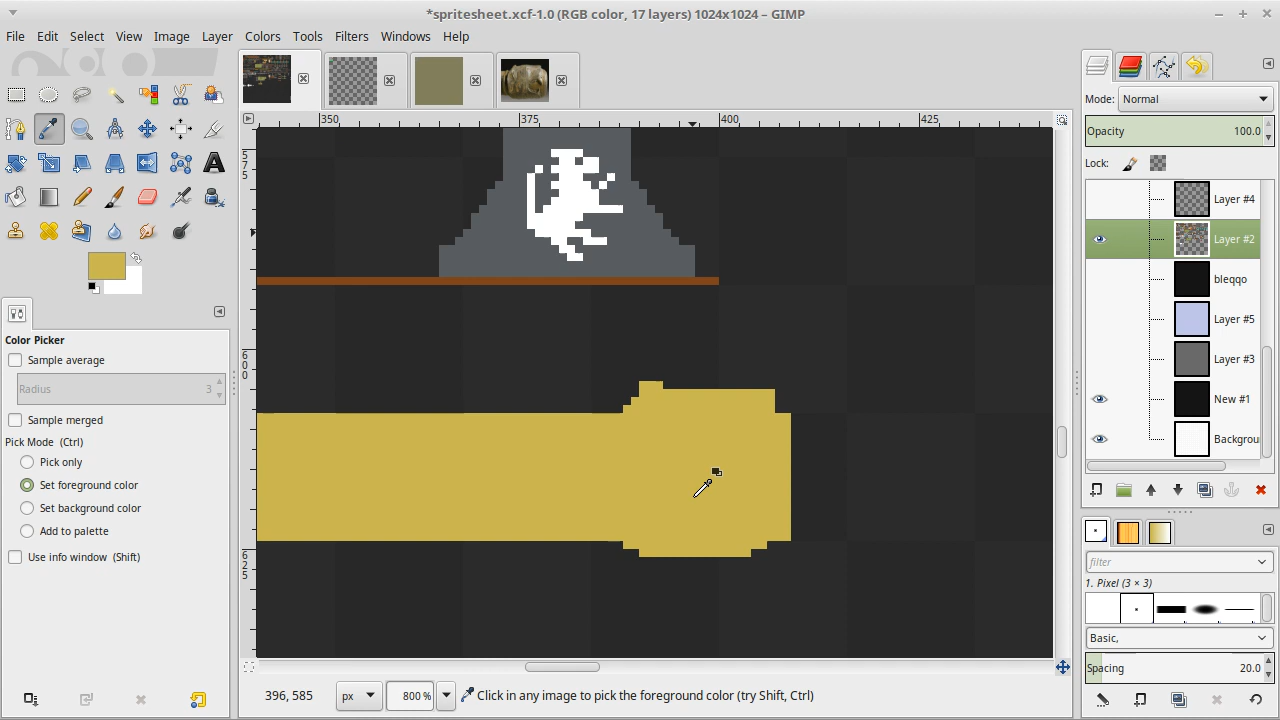 *spritesheet.xcf-1.0 (RGB color, 17 layers) 1024x1024 – GIMP
File Edit Select View Image Layer Colors Tools Filters Windows Help
Color Picker
Sample average
Radius 3
Sample merged
Pick Mode (Ctrl)
Pick only
Set foreground color
Set background color
Add to palette
Use info window (Shift)
350 375 400 425
575
600
625
396, 585 px 800 % Click in any image to pick the foreground color (try Shift, Ctrl)
Mode: Normal
Opacity 100.0
Lock:
Layer #4
Layer #2
bleqqo
Layer #5
Layer #3
New #1
Backgrou
filter
1. Pixel (3 × 3)
Basic,
Spacing 20.0